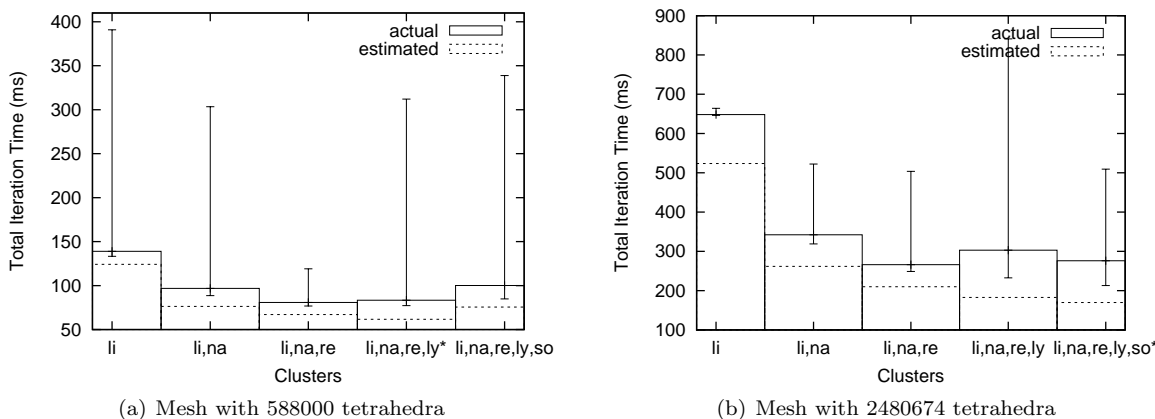 400
350
300
250
200
150
100
50
Total Iteration Time (ms)
actual
estimated
li
li,na
li,na,re
li,na,re,ly*
li,na,re,ly,so
Clusters
(a) Mesh with 588000 tetrahedra
900
800
700
600
500
400
300
200
100
Total Iteration Time (ms)
actual
estimated
li
li,na
li,na,re
li,na,re,ly
li,na,re,ly,so*
Clusters
(b) Mesh with 2480674 tetrahedra